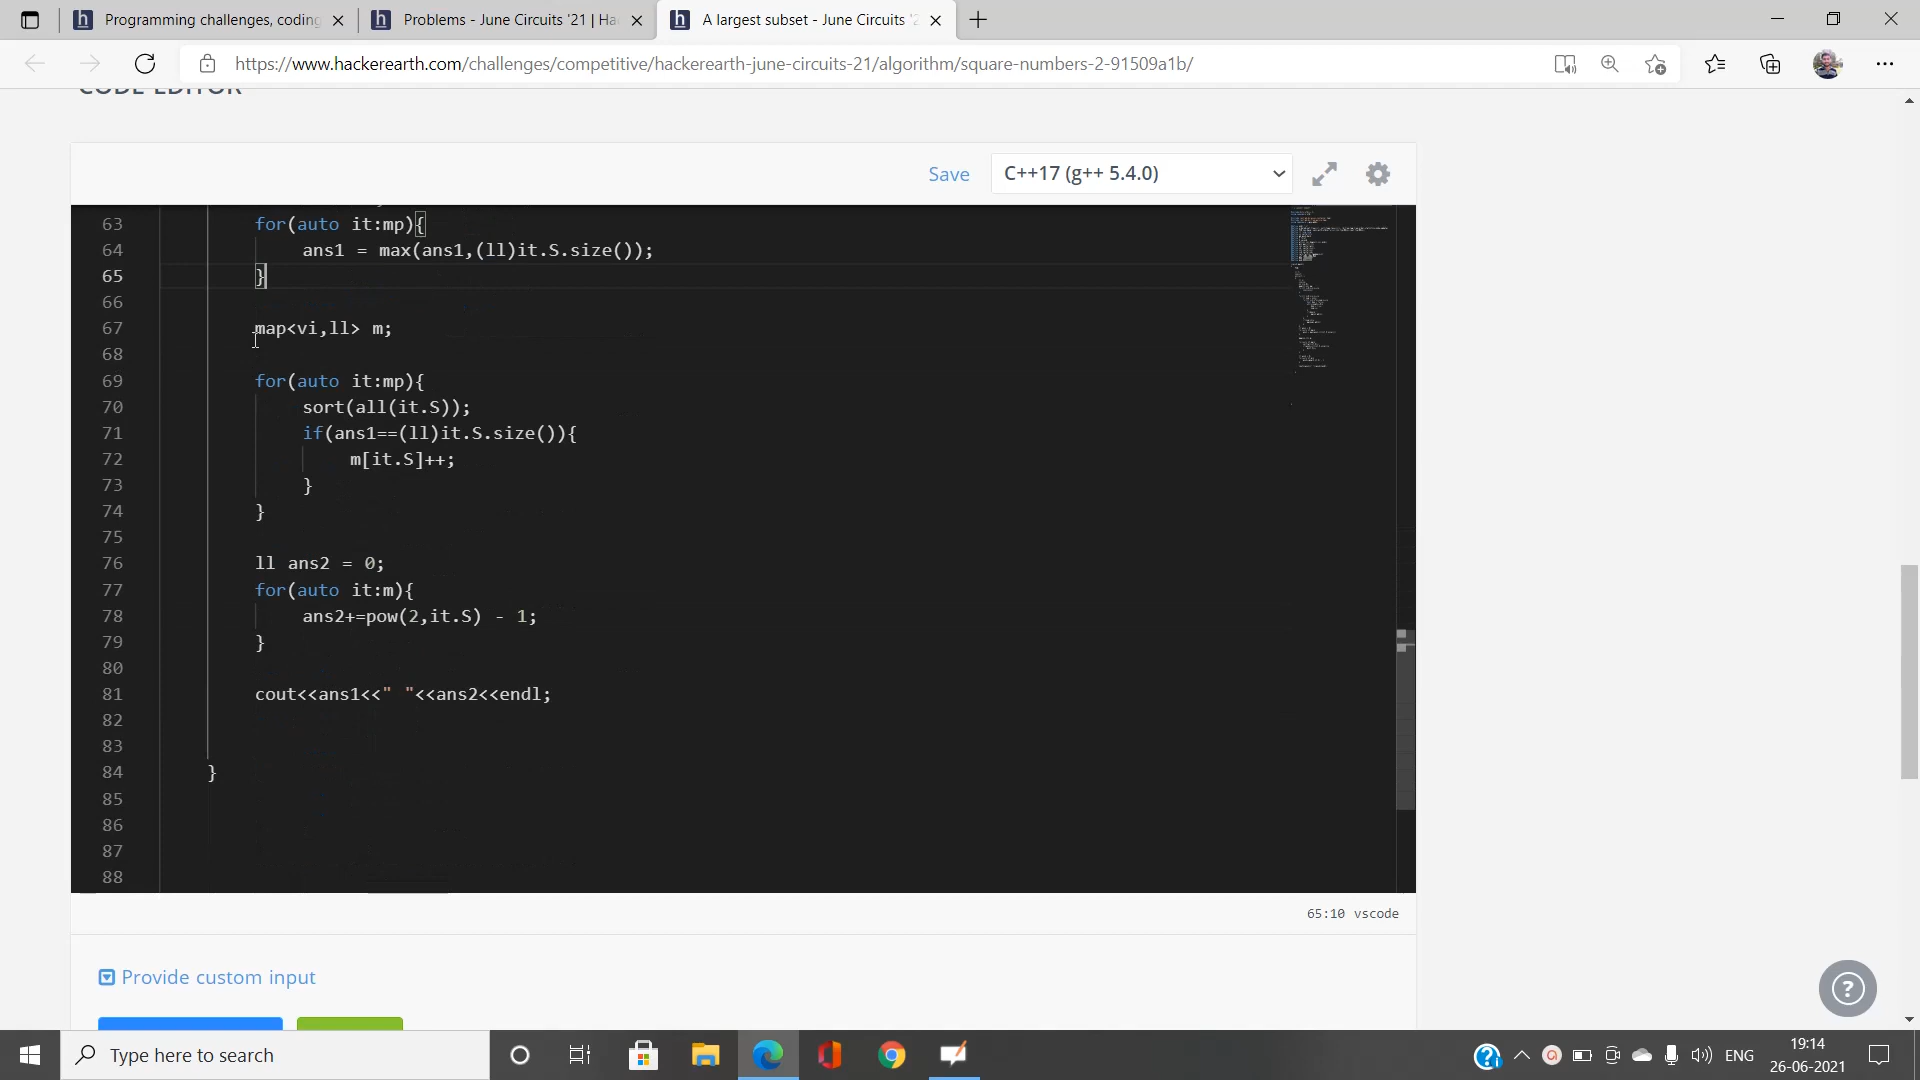 Programming challenges, coding
Problems - June Circuits '21 | Ha
A largest subset - June Circuits '2
https://www.hackerearth.com/challenges/competitive/hackerearth-june-circuits-21/algorithm/square-numbers-2-91509a1b/
CODE EDITOR
Save
C++17 (g++ 5.4.0)
63 for(auto it:mp){
64 ans1 = max(ans1,(ll)it.S.size());
65 }
66
67 map<vi,ll> m;
68
69 for(auto it:mp){
70 sort(all(it.S));
71 if(ans1==(ll)it.S.size()){
72 m[it.S]++;
73 }
74 }
75
76 ll ans2 = 0;
77 for(auto it:m){
78 ans2+=pow(2,it.S) - 1;
79 }
80
81 cout<<ans1<<" "<<ans2<<endl;
82
83
84 }
85
86
87
88
65:10 vscode
Provide custom input
?
Type here to search
ENG
19:14
26-06-2021